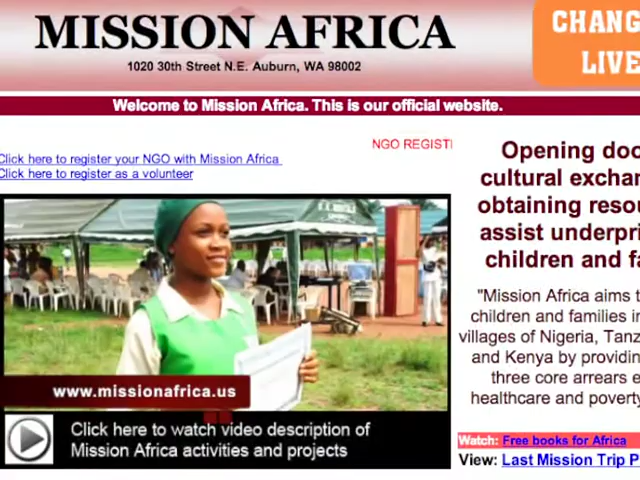 MISSION AFRICA
1020 30th Street N.E. Auburn, WA 98002
CHANG
LIVE
Welcome to Mission Africa. This is our official website.
NGO REGISTI
Click here to register your NGO with Mission Africa
Click here to register as a volunteer
Opening doo
cultural exchan
obtaining resou
assist underpri
children and fa
"Mission Africa aims t
children and families in
villages of Nigeria, Tanz
and Kenya by providin
three core arrears e
healthcare and poverty
www.missionafrica.us
Click here to watch video description of
Mission Africa activities and projects
Watch: Free books for Africa
View: Last Mission Trip P